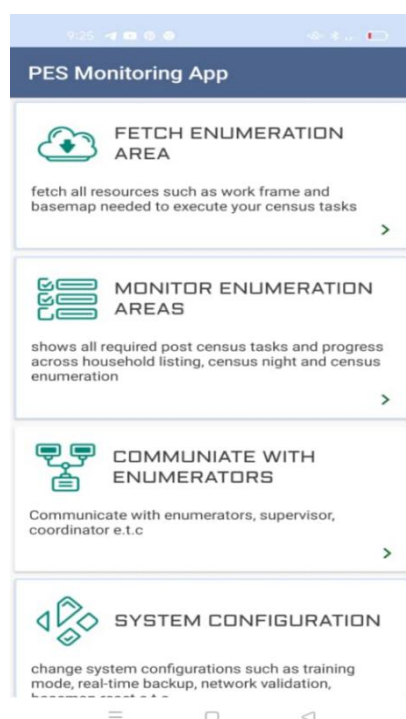 9:25
PES Monitoring App
FETCH ENUMERATION
AREA
fetch all resources such as work frame and
basemap needed to execute your census tasks
MONITOR ENUMERATION
AREAS
shows all required post census tasks and progress
across household listing, census night and census
enumeration
COMMUNIATE WITH
ENUMERATORS
Communicate with enumerators, supervisor,
coordinator e.t.c
SYSTEM CONFIGURATION
change system configurations such as training
mode, real-time backup, network validation,
basemap reset e.t.c